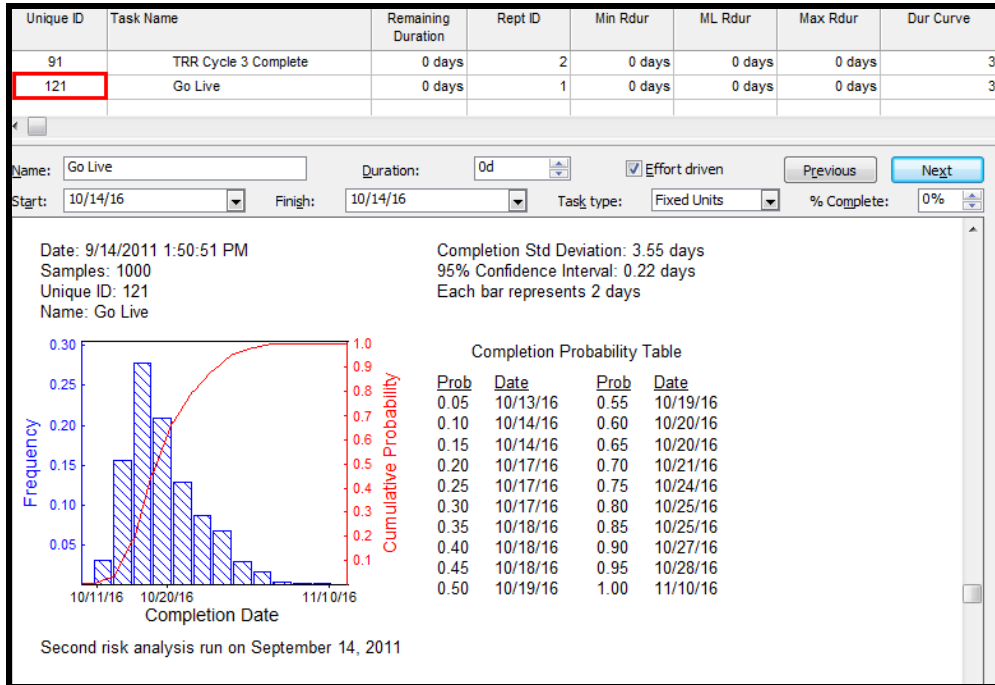 Unique ID Task Name Remaining Duration Rept ID Min Rdur ML Rdur Max Rdur Dur Curve
91 TRR Cycle 3 Complete 0 days 2 0 days 0 days 0 days 3
121 Go Live 0 days 1 0 days 0 days 0 days 3
Name: Go Live Duration: 0d Effort driven Previous Next
Start: 10/14/16 Finish: 10/14/16 Task type: Fixed Units % Complete: 0%
Date: 9/14/2011 1:50:51 PM
Samples: 1000
Unique ID: 121
Name: Go Live
Completion Std Deviation: 3.55 days
95% Confidence Interval: 0.22 days
Each bar represents 2 days
0.30
0.25
0.20
0.15
0.10
0.05
Frequency
1.0
0.9
0.8
0.7
0.6
0.5
0.4
0.3
0.2
0.1
Cumulative Probability
10/11/16 10/20/16 11/10/16
Completion Date
Completion Probability Table
Prob Date Prob Date
0.05 10/13/16 0.55 10/19/16
0.10 10/14/16 0.60 10/20/16
0.15 10/14/16 0.65 10/20/16
0.20 10/17/16 0.70 10/21/16
0.25 10/17/16 0.75 10/24/16
0.30 10/17/16 0.80 10/25/16
0.35 10/18/16 0.85 10/25/16
0.40 10/18/16 0.90 10/27/16
0.45 10/18/16 0.95 10/28/16
0.50 10/19/16 1.00 11/10/16
Second risk analysis run on September 14, 2011